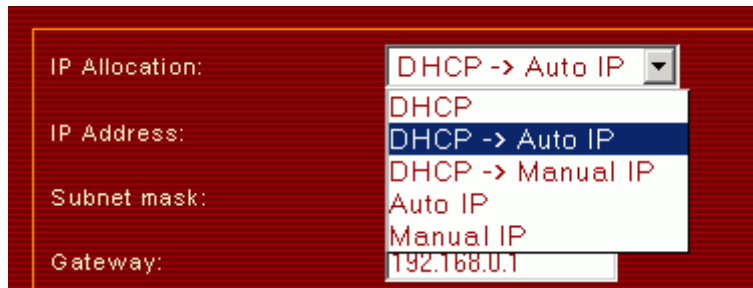 IP Allocation: DHCP -> Auto IP
DHCP
IP Address: DHCP -> Auto IP
DHCP -> Manual IP
Subnet mask: Auto IP
Manual IP
Gateway: 192.168.0.1